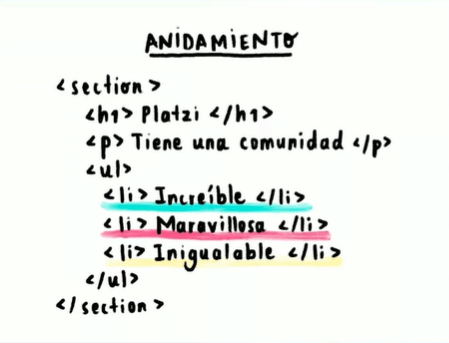 ANIDAMIENTO
<section>
<h1> Platzi </h1>
<p> Tiene una comunidad </p>
<ul>
<li> Increíble </li>
<li> Maravillosa </li>
<li> Inigualable </li>
</ul>
</section>